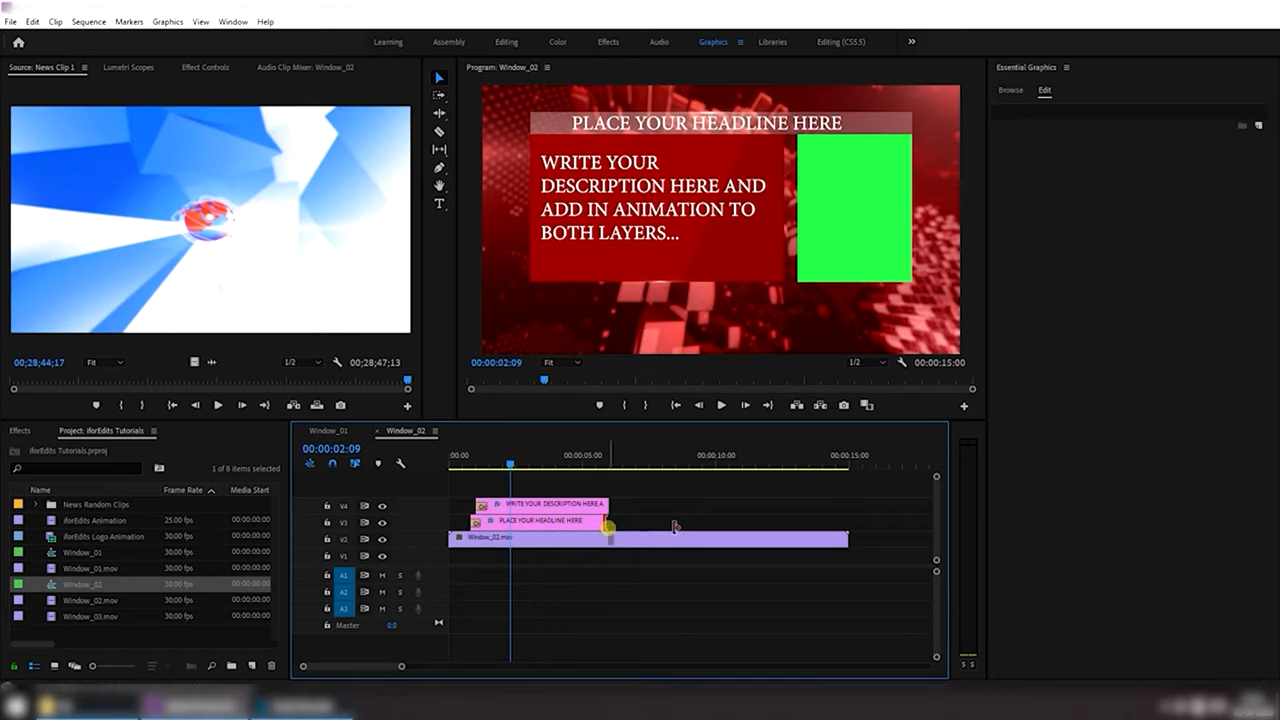 File Edit Clip Sequence Markers Graphics View Window Help
Learning Assembly Editing Color Effects Audio Graphics Libraries Editing (CS5.5)
Source: News Clip 1 Lumetri Scopes Effect Controls Audio Clip Mixer: Window_02
Program: Window_02
Essential Graphics
Browse Edit
PLACE YOUR HEADLINE HERE
WRITE YOUR
DESCRIPTION HERE AND
ADD IN ANIMATION TO
BOTH LAYERS...
00;28;44;17 Fit 1/2 00;28;47;13
00:00:02:09 Fit 1/2 00:00:15:00
Effects Project: iforEdits Tutorials
iforEdits Tutorials.prproj
1 of 8 items selected
Name Frame Rate Media Start
News Random Clips
iforEdits Animation 25.00 fps 00:00:00:00
iforEdits Logo Animation 30.00 fps 00:00:00:00
Window_01 30.00 fps 00:00:00:00
Window_01.mov 30.00 fps 00:00:00:00
Window_02 30.00 fps 00:00:00:00
Window_02.mov 30.00 fps 00:00:00:00
Window_03.mov 30.00 fps 00:00:00:00
Window_01 × Window_02
00:00:02:09
:00:00 00:00:05:00 00:00:10:00 00:00:15:00
V4 WRITE YOUR DESCRIPTION HERE A
V3 PLACE YOUR HEADLINE HERE
V2 Window_02.mov
V1
A1 M S
A2 M S
A3 M S
Master 0.0
S S